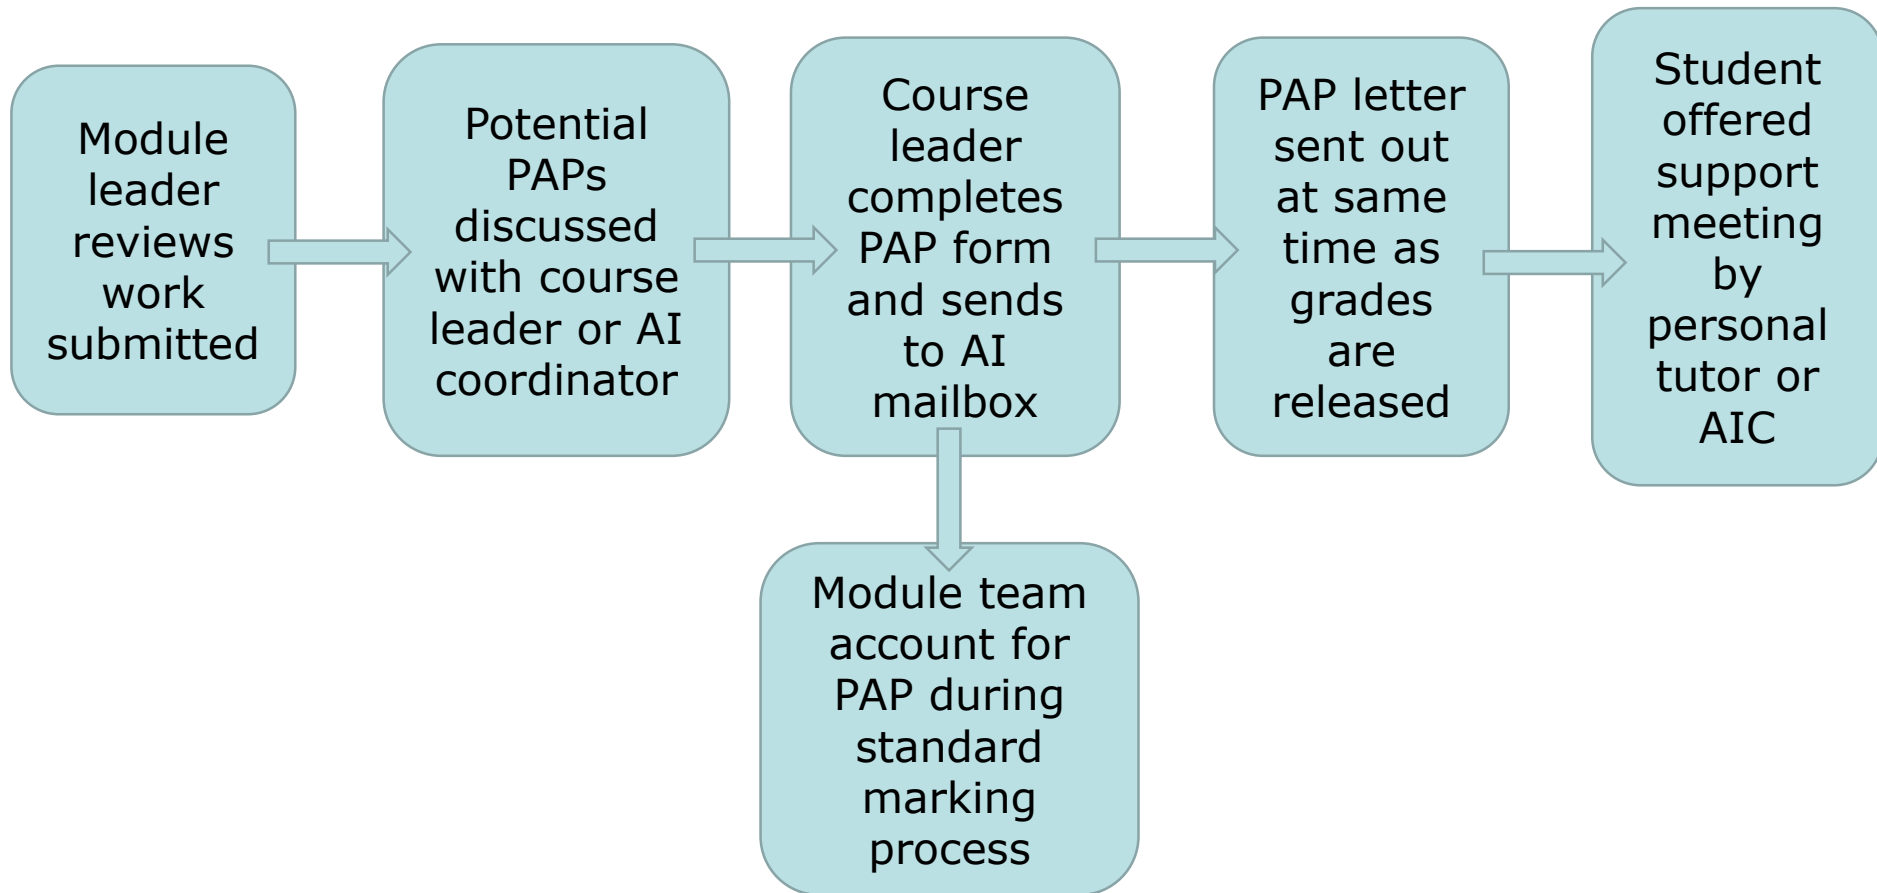 Module
leader
reviews
work
submitted
Potential
PAPs
discussed
with course
leader or AI
coordinator
Course
leader
completes
PAP form
and sends
to AI
mailbox
PAP letter
sent out
at same
time as
grades
are
released
Student
offered
support
meeting
by
personal
tutor or
AIC
Module team
account for
PAP during
standard
marking
process